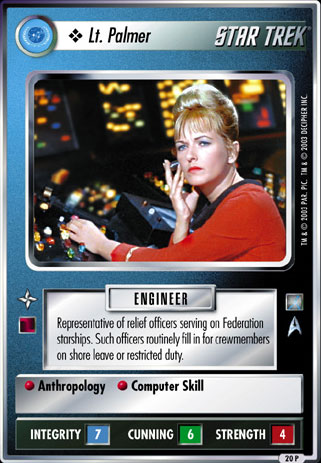 ❖ Lt. Palmer
STAR TREK
TM & © 2003 PAR. PIC. TM & © 2003 DECIPHER INC.
ENGINEER
Representative of relief officers serving on Federation
starships. Such officers routinely fill in for crewmembers
on shore leave or restricted duty.
Anthropology Computer Skill
INTEGRITY 7 CUNNING 6 STRENGTH 4
20 P